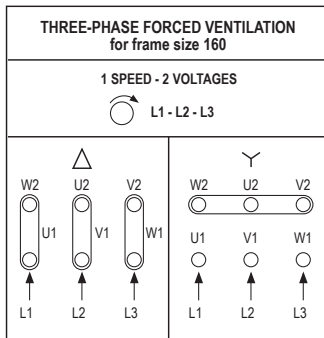 THREE-PHASE FORCED VENTILATION
for frame size 160
1 SPEED - 2 VOLTAGES
L1 - L2 - L3
W2 U2 V2
U1 V1 W1
L1 L2 L3
W2 U2 V2
U1 V1 W1
L1 L2 L3